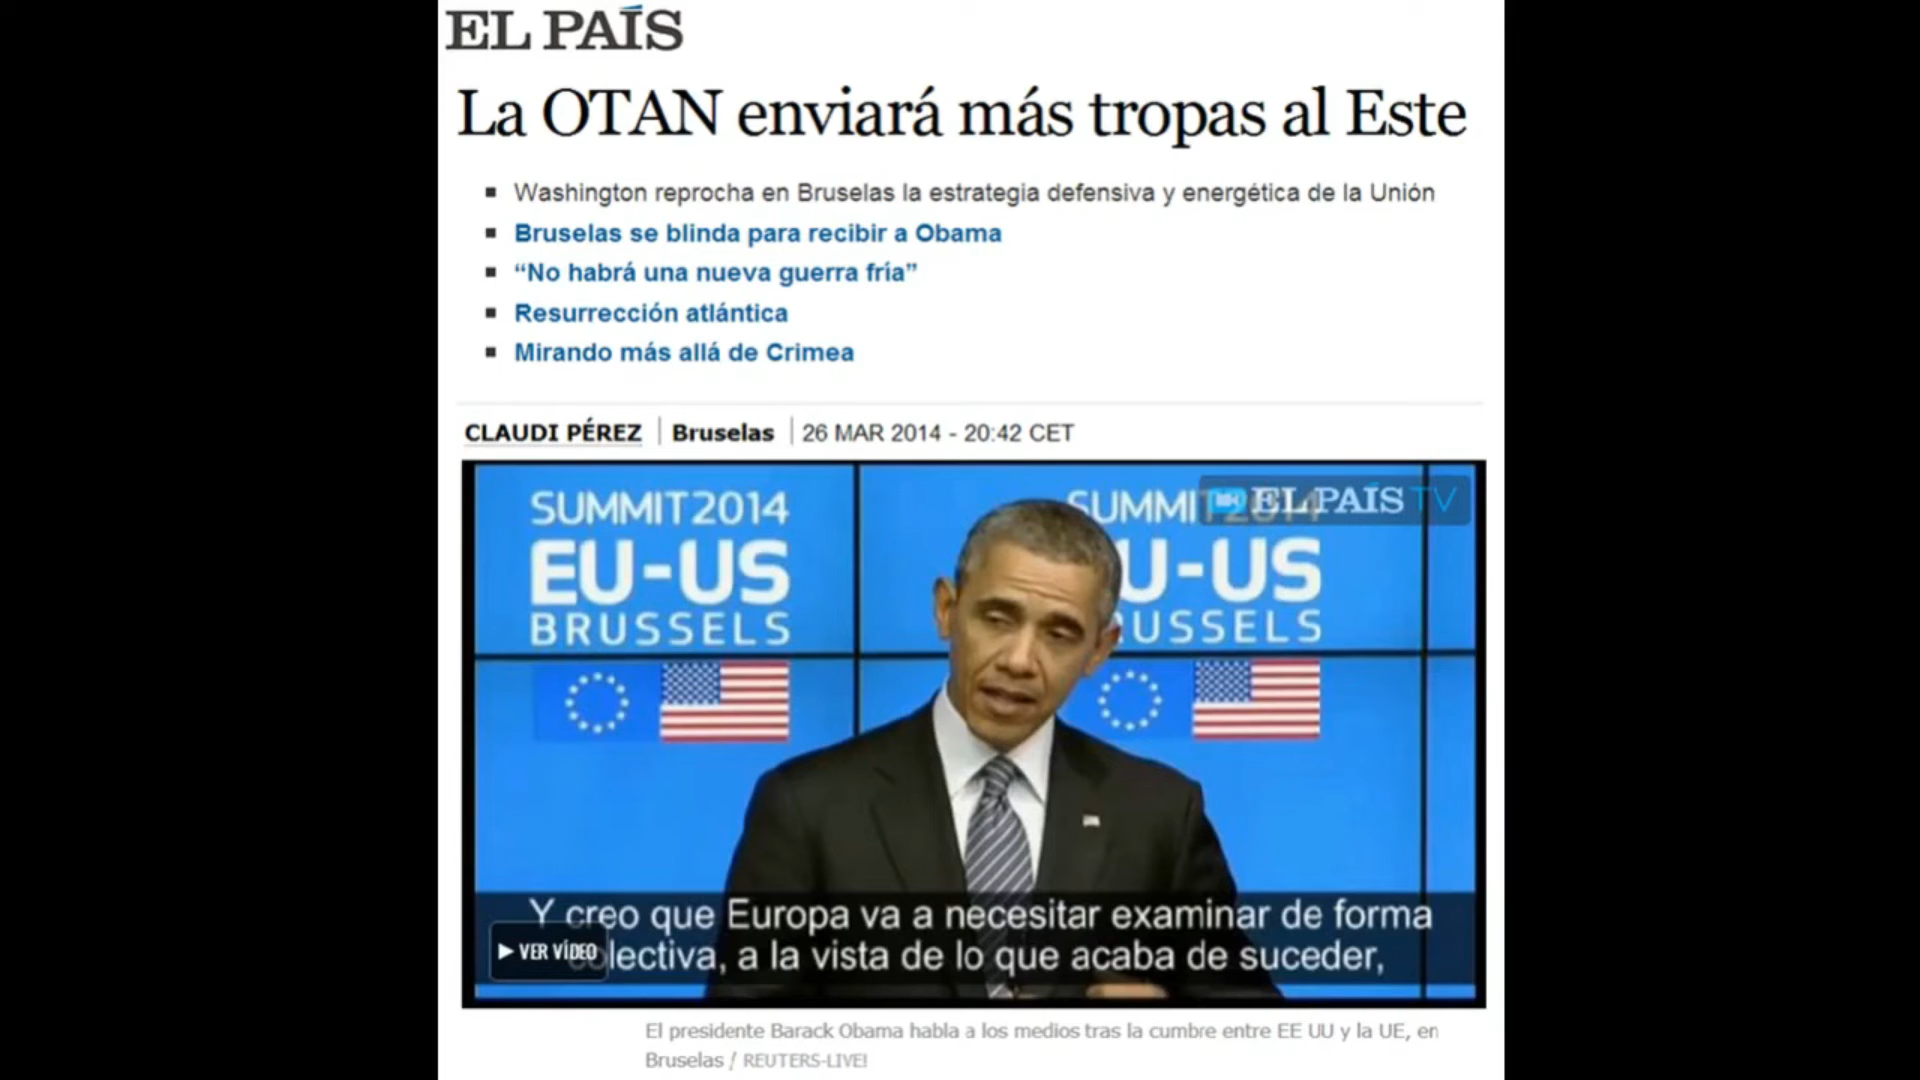 EL PAÍS
La OTAN enviará más tropas al Este
Washington reprocha en Bruselas la estrategia defensiva y energética de la Unión
Bruselas se blinda para recibir a Obama
“No habrá una nueva guerra fría”
Resurrección atlántica
Mirando más allá de Crimea
CLAUDI PÉREZ | Bruselas | 26 MAR 2014 - 20:42 CET
SUMMIT2014
EU-US
BRUSSELS
SUMMIT2014
U-US
USSELS
EL PAÍS TV
Y creo que Europa va a necesitar examinar de forma
colectiva, a la vista de lo que acaba de suceder,
VER VÍDEO
El presidente Barack Obama habla a los medios tras la cumbre entre EE UU y la UE, en
Bruselas / REUTERS-LIVE!